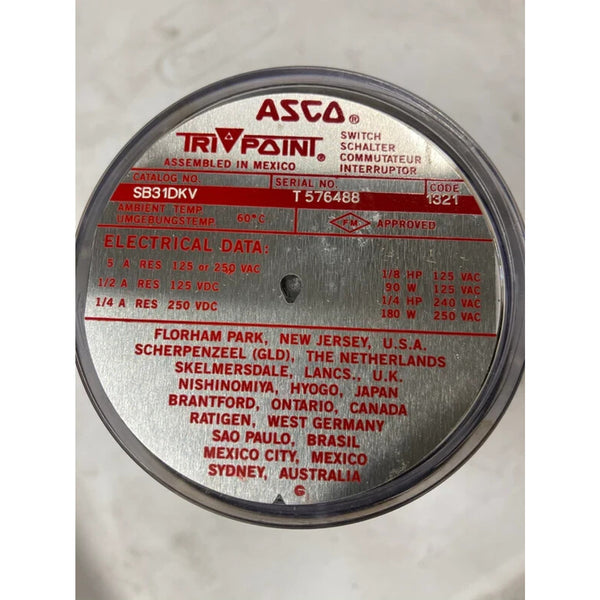 ASCO®
TRIPOINT®
SWITCH
SCHALTER
COMMUTATEUR
INTERRUPTOR
ASSEMBLED IN MEXICO
CATALOG NO. SERIAL NO. CODE
SB31DKV T 576488 1321
AMBIENT TEMP.
UMGEBUNGSTEMP. 60°C
FM APPROVED
ELECTRICAL DATA:
5 A RES 125 or 250 VAC
1/2 A RES 125 VDC
1/4 A RES 250 VDC
1/8 HP 125 VAC
90 W 125 VAC
1/4 HP 240 VAC
180 W 250 VAC
FLORHAM PARK, NEW JERSEY, U.S.A.
SCHERPENZEEL (GLD), THE NETHERLANDS
SKELMERSDALE, LANCS., U.K.
NISHINOMIYA, HYOGO, JAPAN
BRANTFORD, ONTARIO, CANADA
RATIGEN, WEST GERMANY
SAO PAULO, BRASIL
MEXICO CITY, MEXICO
SYDNEY, AUSTRALIA
G